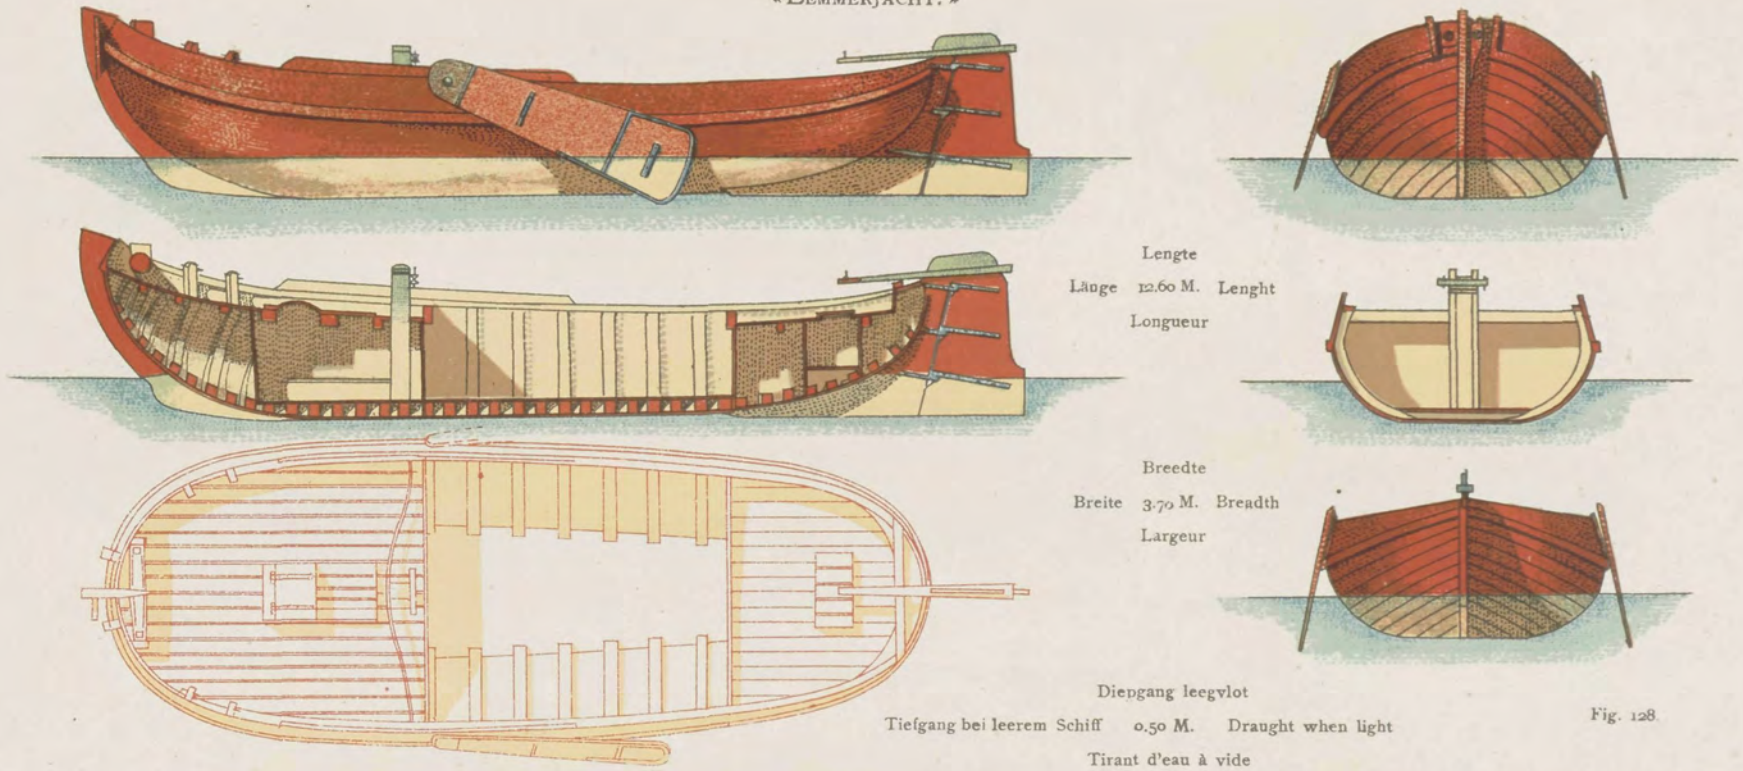 « LEMMERJACHT. »
Lengte
Länge 12.60 M. Lenght
Longueur
Breedte
Breite 3.70 M. Breadth
Largeur
Diepgang leegvlot
Tiefgang bei leerem Schiff 0.50 M. Draught when light
Tirant d'eau à vide
Fig. 128.